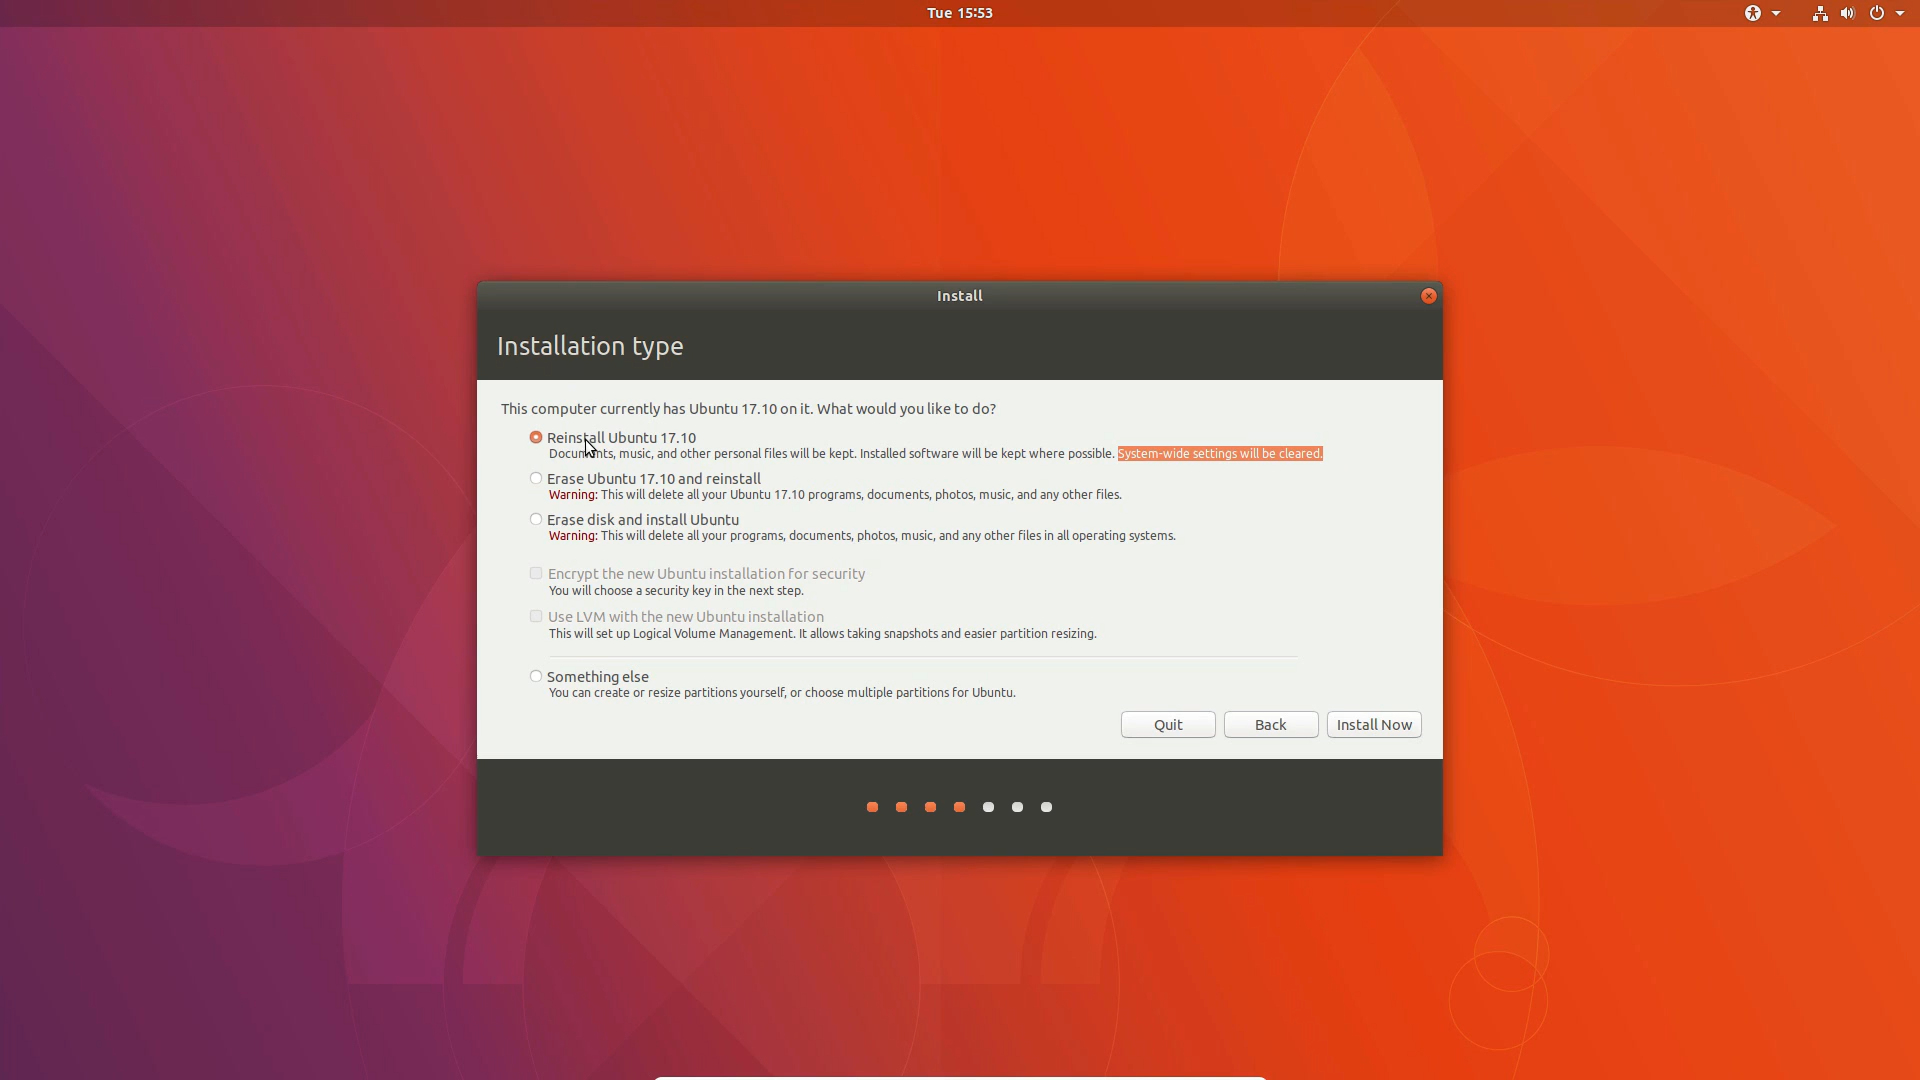 Tue 15:53
Install
Installation type
This computer currently has Ubuntu 17.10 on it. What would you like to do?
Reinstall Ubuntu 17.10
Documents, music, and other personal files will be kept. Installed software will be kept where possible. System-wide settings will be cleared.
Erase Ubuntu 17.10 and reinstall
Warning: This will delete all your Ubuntu 17.10 programs, documents, photos, music, and any other files.
Erase disk and install Ubuntu
Warning: This will delete all your programs, documents, photos, music, and any other files in all operating systems.
Encrypt the new Ubuntu installation for security
You will choose a security key in the next step.
Use LVM with the new Ubuntu installation
This will set up Logical Volume Management. It allows taking snapshots and easier partition resizing.
Something else
You can create or resize partitions yourself, or choose multiple partitions for Ubuntu.
Quit Back Install Now